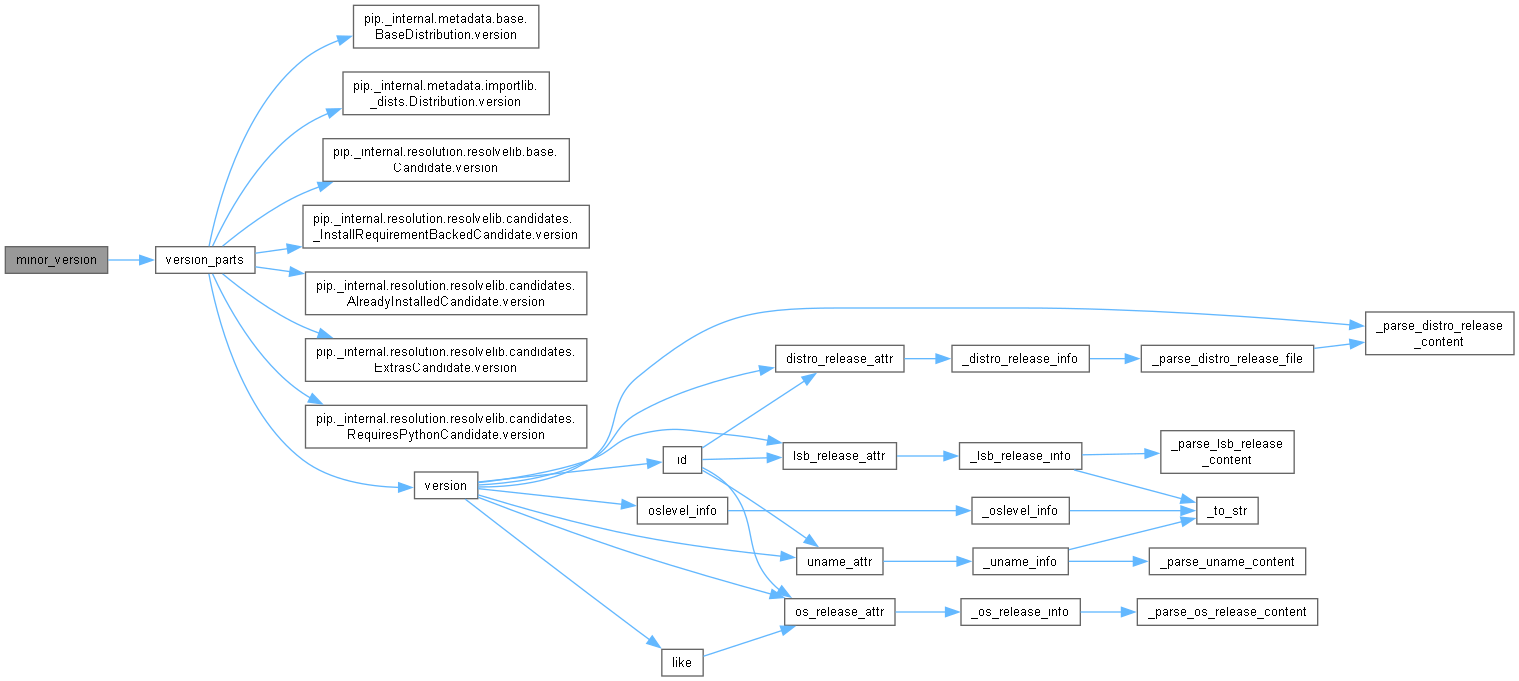 pip._internal.metadata.base.
BaseDistribution.version
pip._internal.metadata.importlib.
_dists.Distribution.version
pip._internal.resolution.resolvelib.base.
Candidate.version
pip._internal.resolution.resolvelib.candidates.
_InstallRequirementBackedCandidate.version
minor_version
version_parts
pip._internal.resolution.resolvelib.candidates.
AlreadyInstalledCandidate.version
pip._internal.resolution.resolvelib.candidates.
ExtrasCandidate.version
pip._internal.resolution.resolvelib.candidates.
RequiresPythonCandidate.version
version
_parse_distro_release
_content
distro_release_attr
_distro_release_info
_parse_distro_release_file
id
lsb_release_attr
_lsb_release_info
_parse_lsb_release
_content
oslevel_info
_oslevel_info
_to_str
uname_attr
_uname_info
_parse_uname_content
os_release_attr
_os_release_info
_parse_os_release_content
like